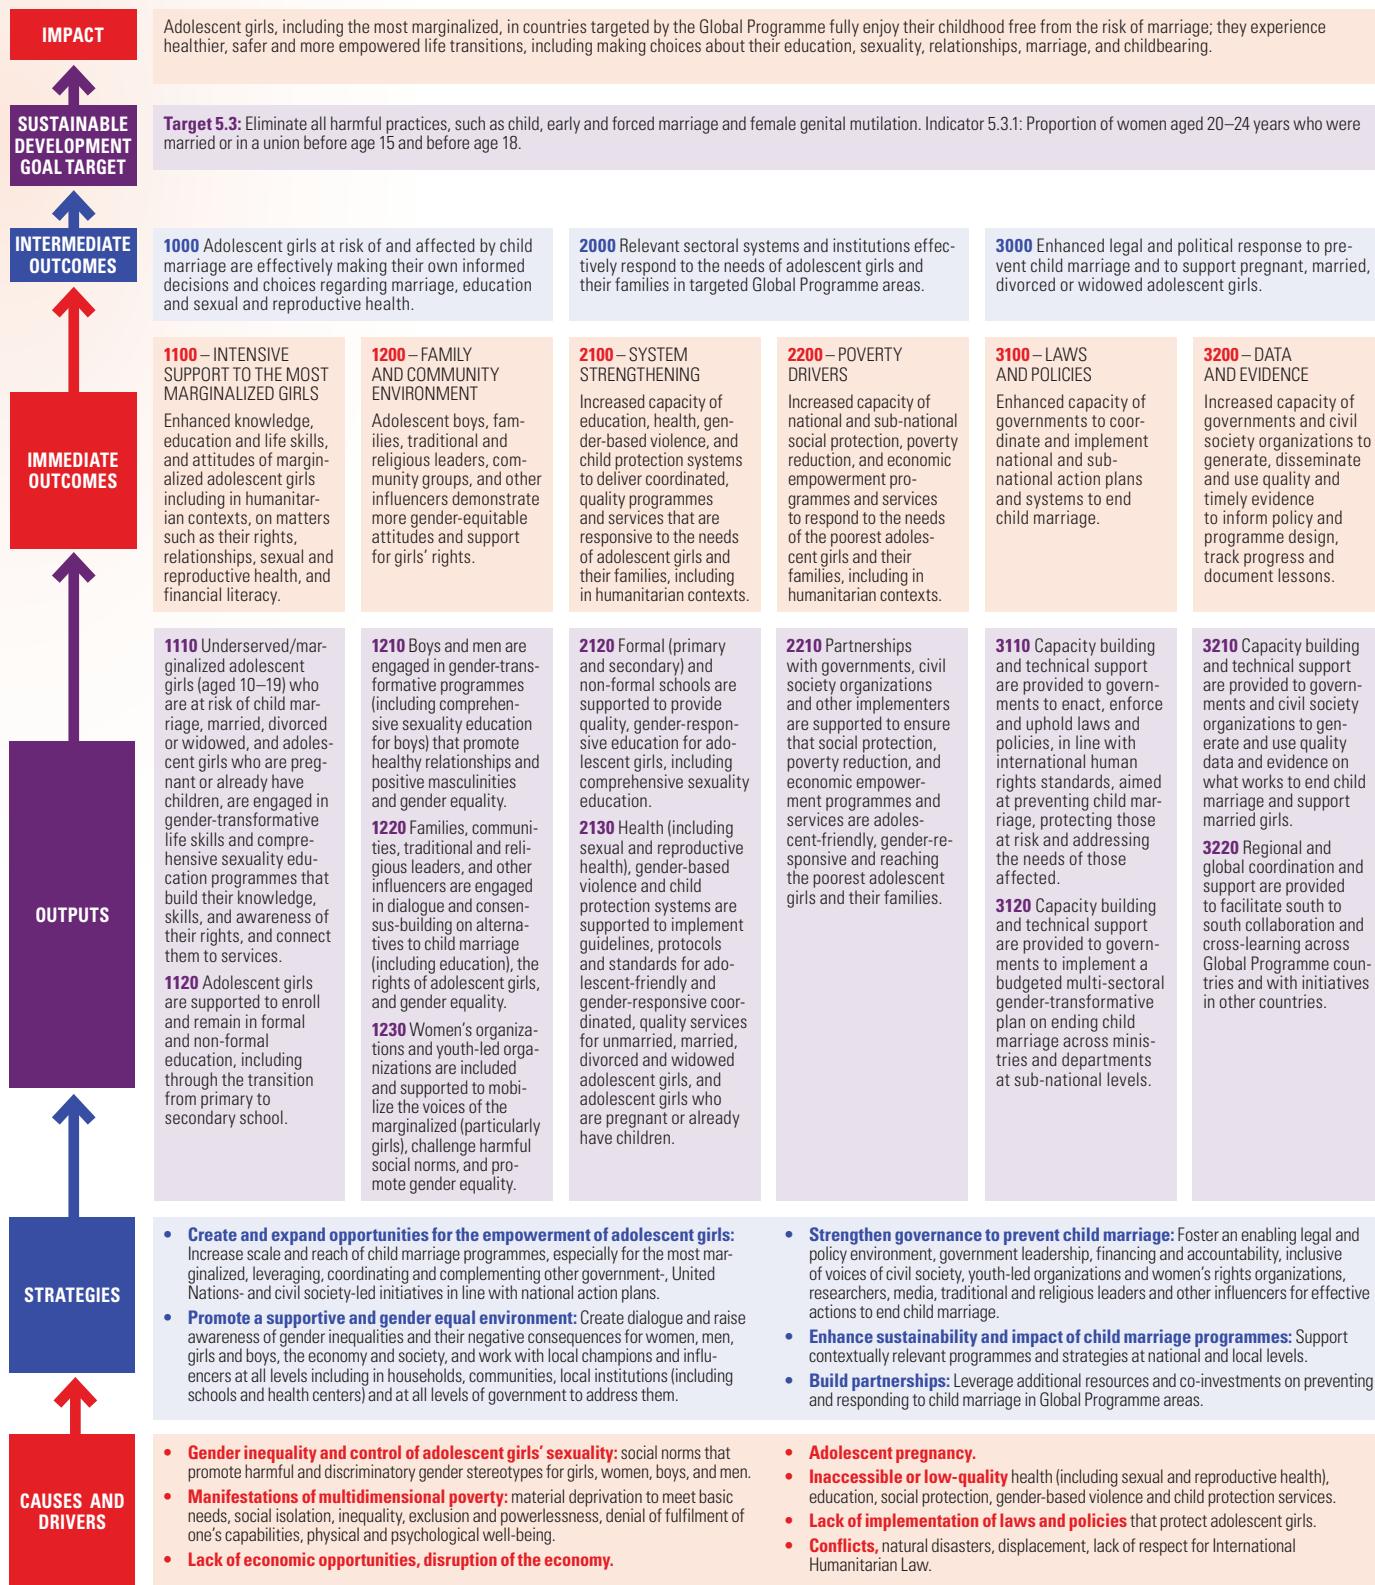 IMPACT
Adolescent girls, including the most marginalized, in countries targeted by the Global Programme fully enjoy their childhood free from the risk of marriage; they experience
healthier, safer and more empowered life transitions, including making choices about their education, sexuality, relationships, marriage, and childbearing.
SUSTAINABLE
DEVELOPMENT
GOAL TARGET
Target 5.3: Eliminate all harmful practices, such as child, early and forced marriage and female genital mutilation. Indicator 5.3.1: Proportion of women aged 20–24 years who were
married or in a union before age 15 and before age 18.
INTERMEDIATE
OUTCOMES
1000 Adolescent girls at risk of and affected by child
marriage are effectively making their own informed
decisions and choices regarding marriage, education
and sexual and reproductive health.
2000 Relevant sectoral systems and institutions effec-
tively respond to the needs of adolescent girls and
their families in targeted Global Programme areas.
3000 Enhanced legal and political response to pre-
vent child marriage and to support pregnant, married,
divorced or widowed adolescent girls.
IMMEDIATE
OUTCOMES
1100 – INTENSIVE
SUPPORT TO THE MOST
MARGINALIZED GIRLS
Enhanced knowledge,
education and life skills,
and attitudes of margin-
alized adolescent girls
including in humanitar-
ian contexts, on matters
such as their rights,
relationships, sexual and
reproductive health, and
financial literacy.
1200 – FAMILY
AND COMMUNITY
ENVIRONMENT
Adolescent boys, fam-
ilies, traditional and
religious leaders, com-
munity groups, and other
influencers demonstrate
more gender-equitable
attitudes and support
for girls' rights.
2100 – SYSTEM
STRENGTHENING
Increased capacity of
education, health, gen-
der-based violence, and
child protection systems
to deliver coordinated,
quality programmes
and services that are
responsive to the needs
of adolescent girls and
their families, including
in humanitarian contexts.
2200 – POVERTY
DRIVERS
Increased capacity of
national and sub-national
social protection, poverty
reduction, and economic
empowerment pro-
grammes and services
to respond to the needs
of the poorest adoles-
cent girls and their
families, including in
humanitarian contexts.
3100 – LAWS
AND POLICIES
Enhanced capacity of
governments to coor-
dinate and implement
national and sub-
national action plans
and systems to end
child marriage.
3200 – DATA
AND EVIDENCE
Increased capacity of
governments and civil
society organizations to
generate, disseminate
and use quality and
timely evidence
to inform policy and
programme design,
track progress and
document lessons.
OUTPUTS
1110 Underserved/mar-
ginalized adolescent
girls (aged 10–19) who
are at risk of child mar-
riage, married, divorced
or widowed, and adoles-
cent girls who are preg-
nant or already have
children, are engaged in
gender-transformative
life skills and compre-
hensive sexuality edu-
cation programmes that
build their knowledge,
skills, and awareness of
their rights, and connect
them to services.
1120 Adolescent girls
are supported to enroll
and remain in formal
and non-formal
education, including
through the transition
from primary to
secondary school.
1210 Boys and men are
engaged in gender-trans-
formative programmes
(including comprehen-
sive sexuality education
for boys) that promote
healthy relationships and
positive masculinities
and gender equality.
1220 Families, communi-
ties, traditional and reli-
gious leaders, and other
influencers are engaged
in dialogue and consen-
sus-building on alterna-
tives to child marriage
(including education), the
rights of adolescent girls,
and gender equality.
1230 Women's organiza-
tions and youth-led orga-
nizations are included
and supported to mobi-
lize the voices of the
marginalized (particularly
girls), challenge harmful
social norms, and pro-
mote gender equality.
2120 Formal (primary
and secondary) and
non-formal schools are
supported to provide
quality, gender-respon-
sive education for ado-
lescent girls, including
comprehensive sexuality
education.
2130 Health (including
sexual and reproductive
health), gender-based
violence and child
protection systems are
supported to implement
guidelines, protocols
and standards for ado-
lescent-friendly and
gender-responsive coor-
dinated, quality services
for unmarried, married,
divorced and widowed
adolescent girls, and
adolescent girls who
are pregnant or already
have children.
2210 Partnerships
with governments, civil
society organizations
and other implementers
are supported to ensure
that social protection,
poverty reduction, and
economic empower-
ment programmes and
services are adoles-
cent-friendly, gender-re-
sponsive and reaching
the poorest adolescent
girls and their families.
3110 Capacity building
and technical support
are provided to govern-
ments to enact, enforce
and uphold laws and
policies, in line with
international human
rights standards, aimed
at preventing child mar-
riage, protecting those
at risk and addressing
the needs of those
affected.
3120 Capacity building
and technical support
are provided to govern-
ments to implement a
budgeted multi-sectoral
gender-transformative
plan on ending child
marriage across minis-
tries and departments
at sub-national levels.
3210 Capacity building
and technical support
are provided to govern-
ments and civil society
organizations to gen-
erate and use quality
data and evidence on
what works to end child
marriage and support
married girls.
3220 Regional and
global coordination and
support are provided
to facilitate south to
south collaboration and
cross-learning across
Global Programme coun-
tries and with initiatives
in other countries.
STRATEGIES
• Create and expand opportunities for the empowerment of adolescent girls:
Increase scale and reach of child marriage programmes, especially for the most mar-
ginalized, leveraging, coordinating and complementing other government-, United
Nations- and civil society-led initiatives in line with national action plans.
• Promote a supportive and gender equal environment: Create dialogue and raise
awareness of gender inequalities and their negative consequences for women, men,
girls and boys, the economy and society, and work with local champions and influ-
encers at all levels including in households, communities, local institutions (including
schools and health centers) and at all levels of government to address them.
• Strengthen governance to prevent child marriage: Foster an enabling legal and
policy environment, government leadership, financing and accountability, inclusive
of voices of civil society, youth-led organizations and women's rights organizations,
researchers, media, traditional and religious leaders and other influencers for effective
actions to end child marriage.
• Enhance sustainability and impact of child marriage programmes: Support
contextually relevant programmes and strategies at national and local levels.
• Build partnerships: Leverage additional resources and co-investments on preventing
and responding to child marriage in Global Programme areas.
CAUSES AND
DRIVERS
• Gender inequality and control of adolescent girls' sexuality: social norms that
promote harmful and discriminatory gender stereotypes for girls, women, boys, and men.
• Manifestations of multidimensional poverty: material deprivation to meet basic
needs, social isolation, inequality, exclusion and powerlessness, denial of fulfilment of
one's capabilities, physical and psychological well-being.
• Lack of economic opportunities, disruption of the economy.
• Adolescent pregnancy.
• Inaccessible or low-quality health (including sexual and reproductive health),
education, social protection, gender-based violence and child protection services.
• Lack of implementation of laws and policies that protect adolescent girls.
• Conflicts, natural disasters, displacement, lack of respect for International
Humanitarian Law.